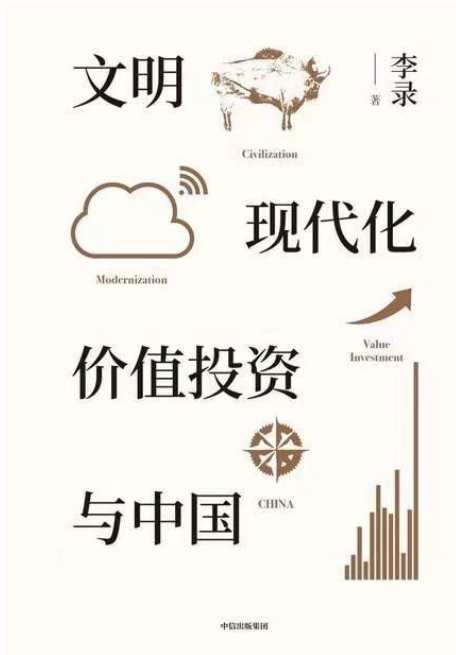 文明
李录
著
Civilization
现代化
Modernization
Value
Investment
价值投资
CHINA
与中国
中信出版集团